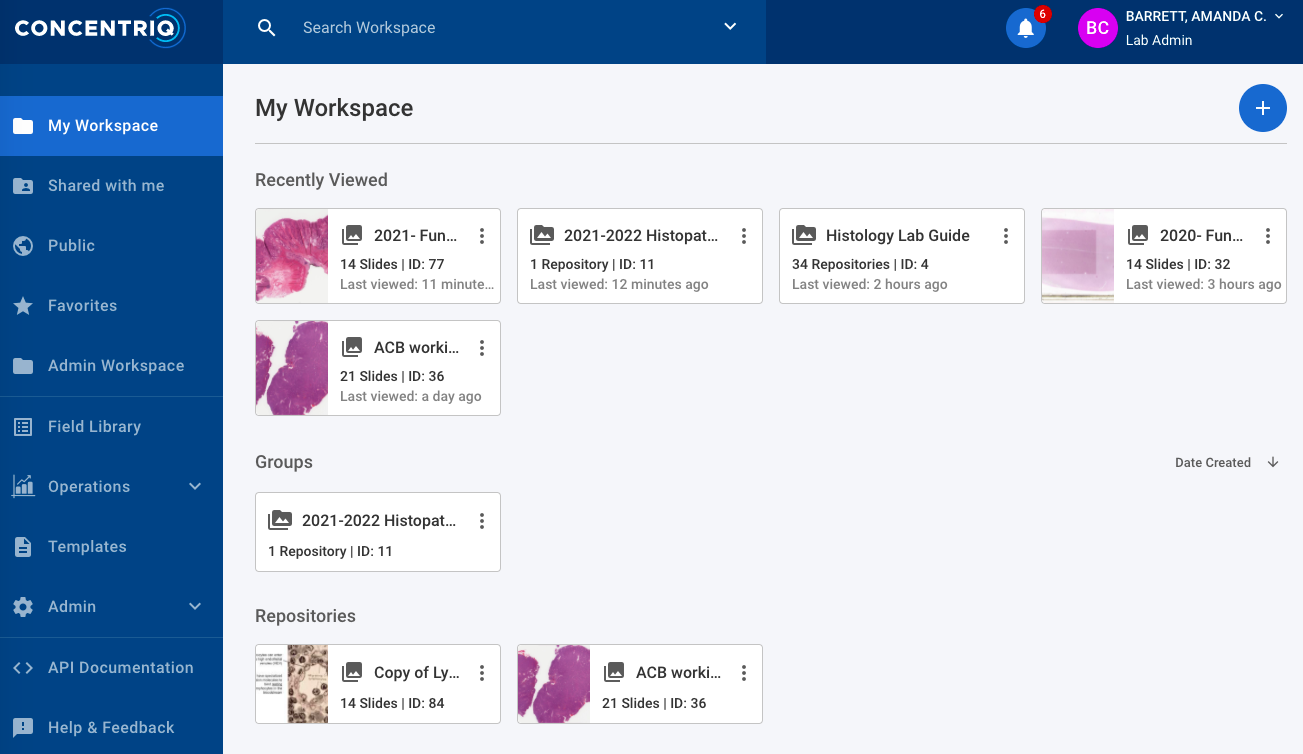 CONCENTRIQ
Search Workspace
6
BC
BARRETT, AMANDA C.
Lab Admin
My Workspace
Shared with me
Public
Favorites
Admin Workspace
Field Library
Operations
Templates
Admin
API Documentation
Help & Feedback
My Workspace
Recently Viewed
2021- Fun...
14 Slides | ID: 77
Last viewed: 11 minute...
2021-2022 Histopat...
1 Repository | ID: 11
Last viewed: 12 minutes ago
Histology Lab Guide
34 Repositories | ID: 4
Last viewed: 2 hours ago
2020- Fun...
14 Slides | ID: 32
Last viewed: 3 hours ago
ACB worki...
21 Slides | ID: 36
Last viewed: a day ago
Groups
Date Created
2021-2022 Histopat...
1 Repository | ID: 11
Repositories
Copy of Ly...
14 Slides | ID: 84
ACB worki...
21 Slides | ID: 36